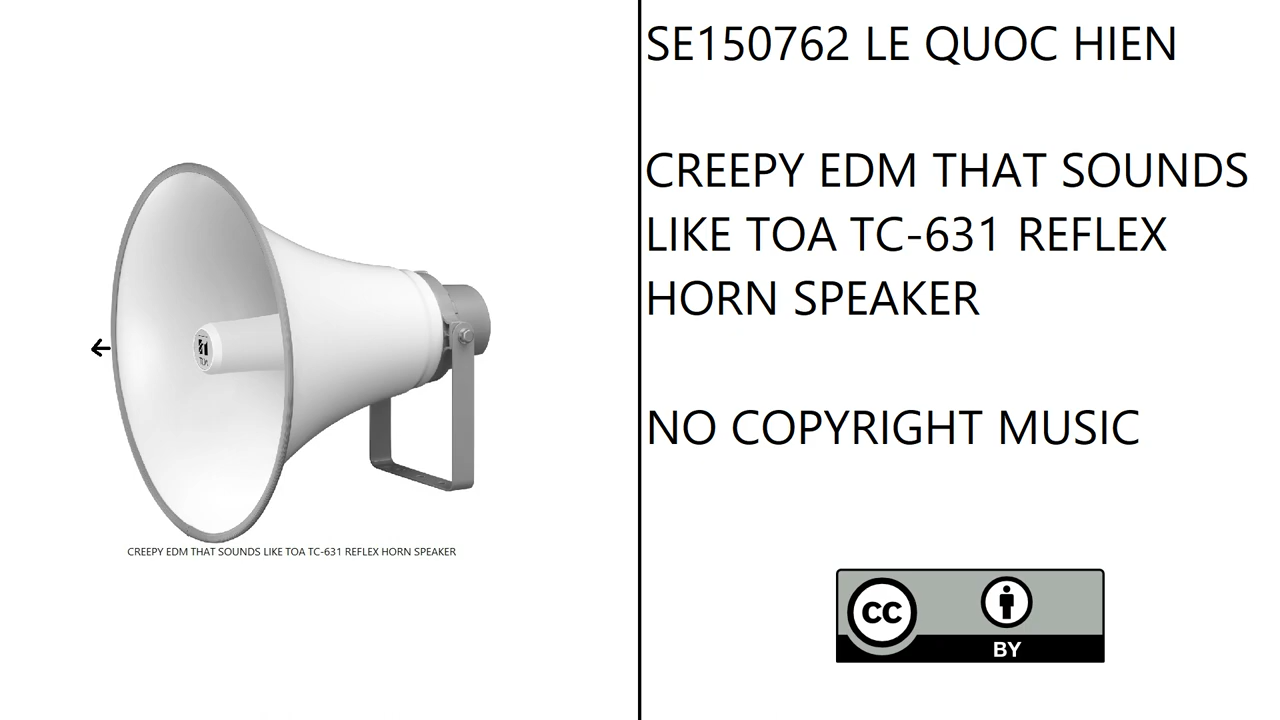 SE150762 LE QUOC HIEN
CREEPY EDM THAT SOUNDS
LIKE TOA TC-631 REFLEX
HORN SPEAKER
NO COPYRIGHT MUSIC
TOA
CREEPY EDM THAT SOUNDS LIKE TOA TC-631 REFLEX HORN SPEAKER
CC
BY